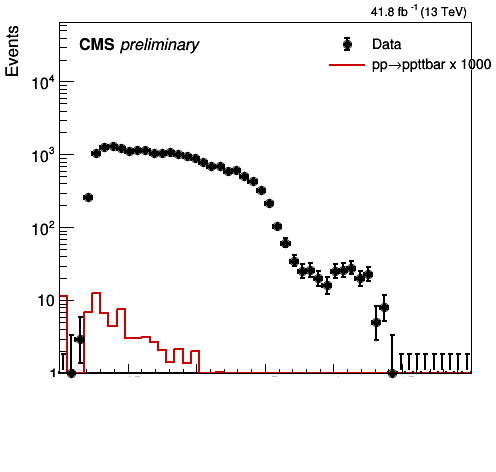 41.8 fb⁻¹ (13 TeV)
CMS preliminary
Data
pp→ppttbar x 1000
Events
10⁴
10³
10²
10
1